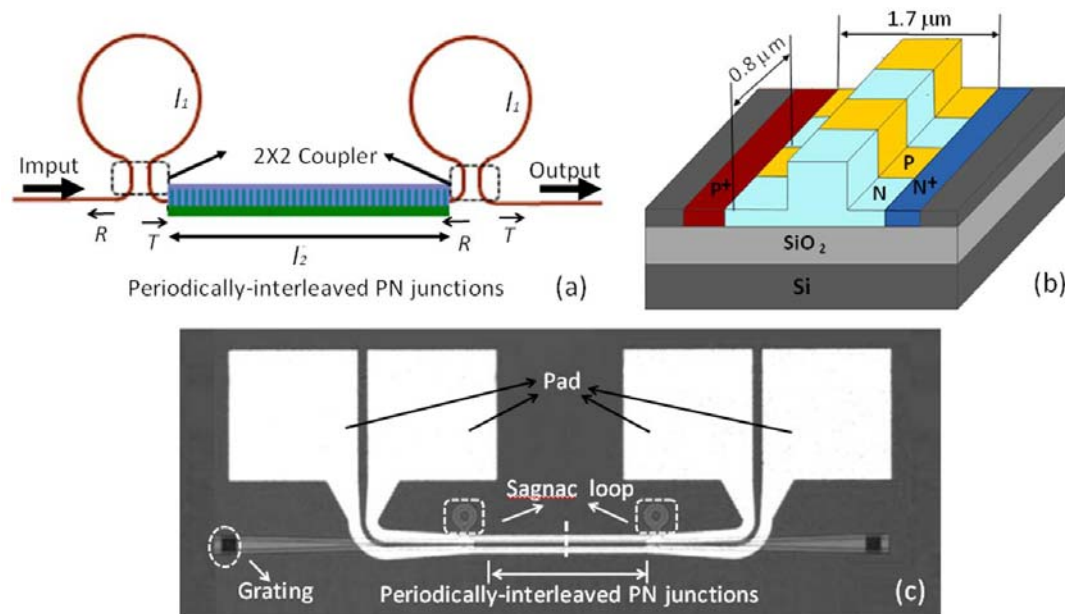 l₁
l₁
Imput
2X2 Coupler
Output
R
T
l₂
R
T
Periodically-interleaved PN junctions
(a)
1.7 μm
0.8 μm
P⁺
P
N
N⁺
SiO₂
Si
(b)
Pad
Sagnac loop
Grating
Periodically-interleaved PN junctions
(c)